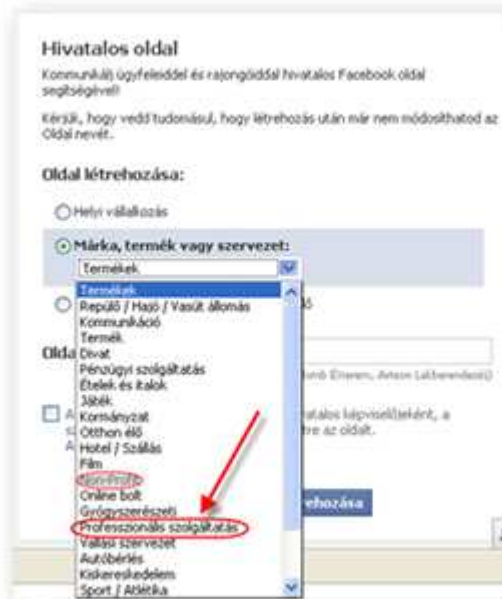 Hivatalos oldal
Kommunikálj ügyfeleiddel és rajongóiddal hivatalos Facebook oldal
segítségével!
Kérjük, hogy vedd tudomásul, hogy létrehozás után már nem módosíthatod az
Oldal nevét.
Oldal létrehozása:
Helyi vállalkozás
Márka, termék vagy szervezet:
Termékek
Termékek
Repülő / Hajó / Vasút állomás
Kommunikáció
Termék
Olda
Divat
Pénzügyi szolgáltatás
Ételek és italok
Játék
Kormányzat
Otthon élő
tre az oldalt.
Hotel / Szállás
Film
Non-Profit
Online bolt
rehozása
Gyógyszerészeti
Professzionális szolgáltatás
Vallási szervezet
Autóbérlés
Kiskereskedelem
Sport / Atlétika